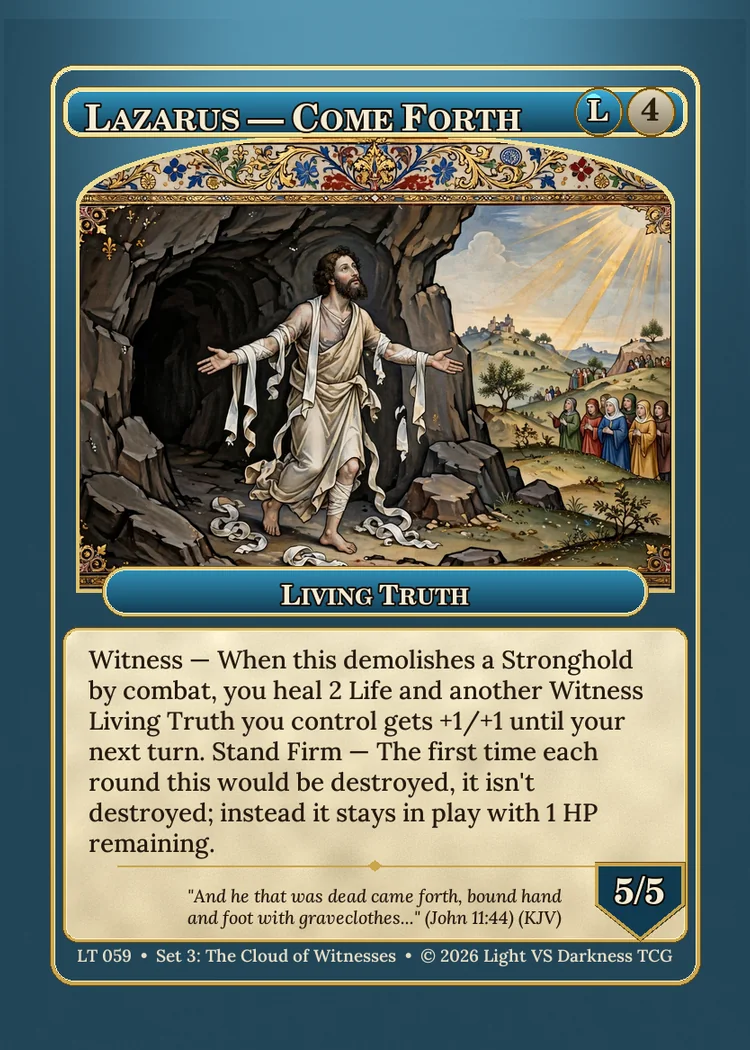 Lazarus — Come Forth L 4
Living Truth
Witness — When this demolishes a Stronghold
by combat, you heal 2 Life and another Witness
Living Truth you control gets +1/+1 until your
next turn. Stand Firm — The first time each
round this would be destroyed, it isn't
destroyed; instead it stays in play with 1 HP
remaining.
"And he that was dead came forth, bound hand
and foot with graveclothes..." (John 11:44) (KJV)
5/5
LT 059 • Set 3: The Cloud of Witnesses • © 2026 Light VS Darkness TCG